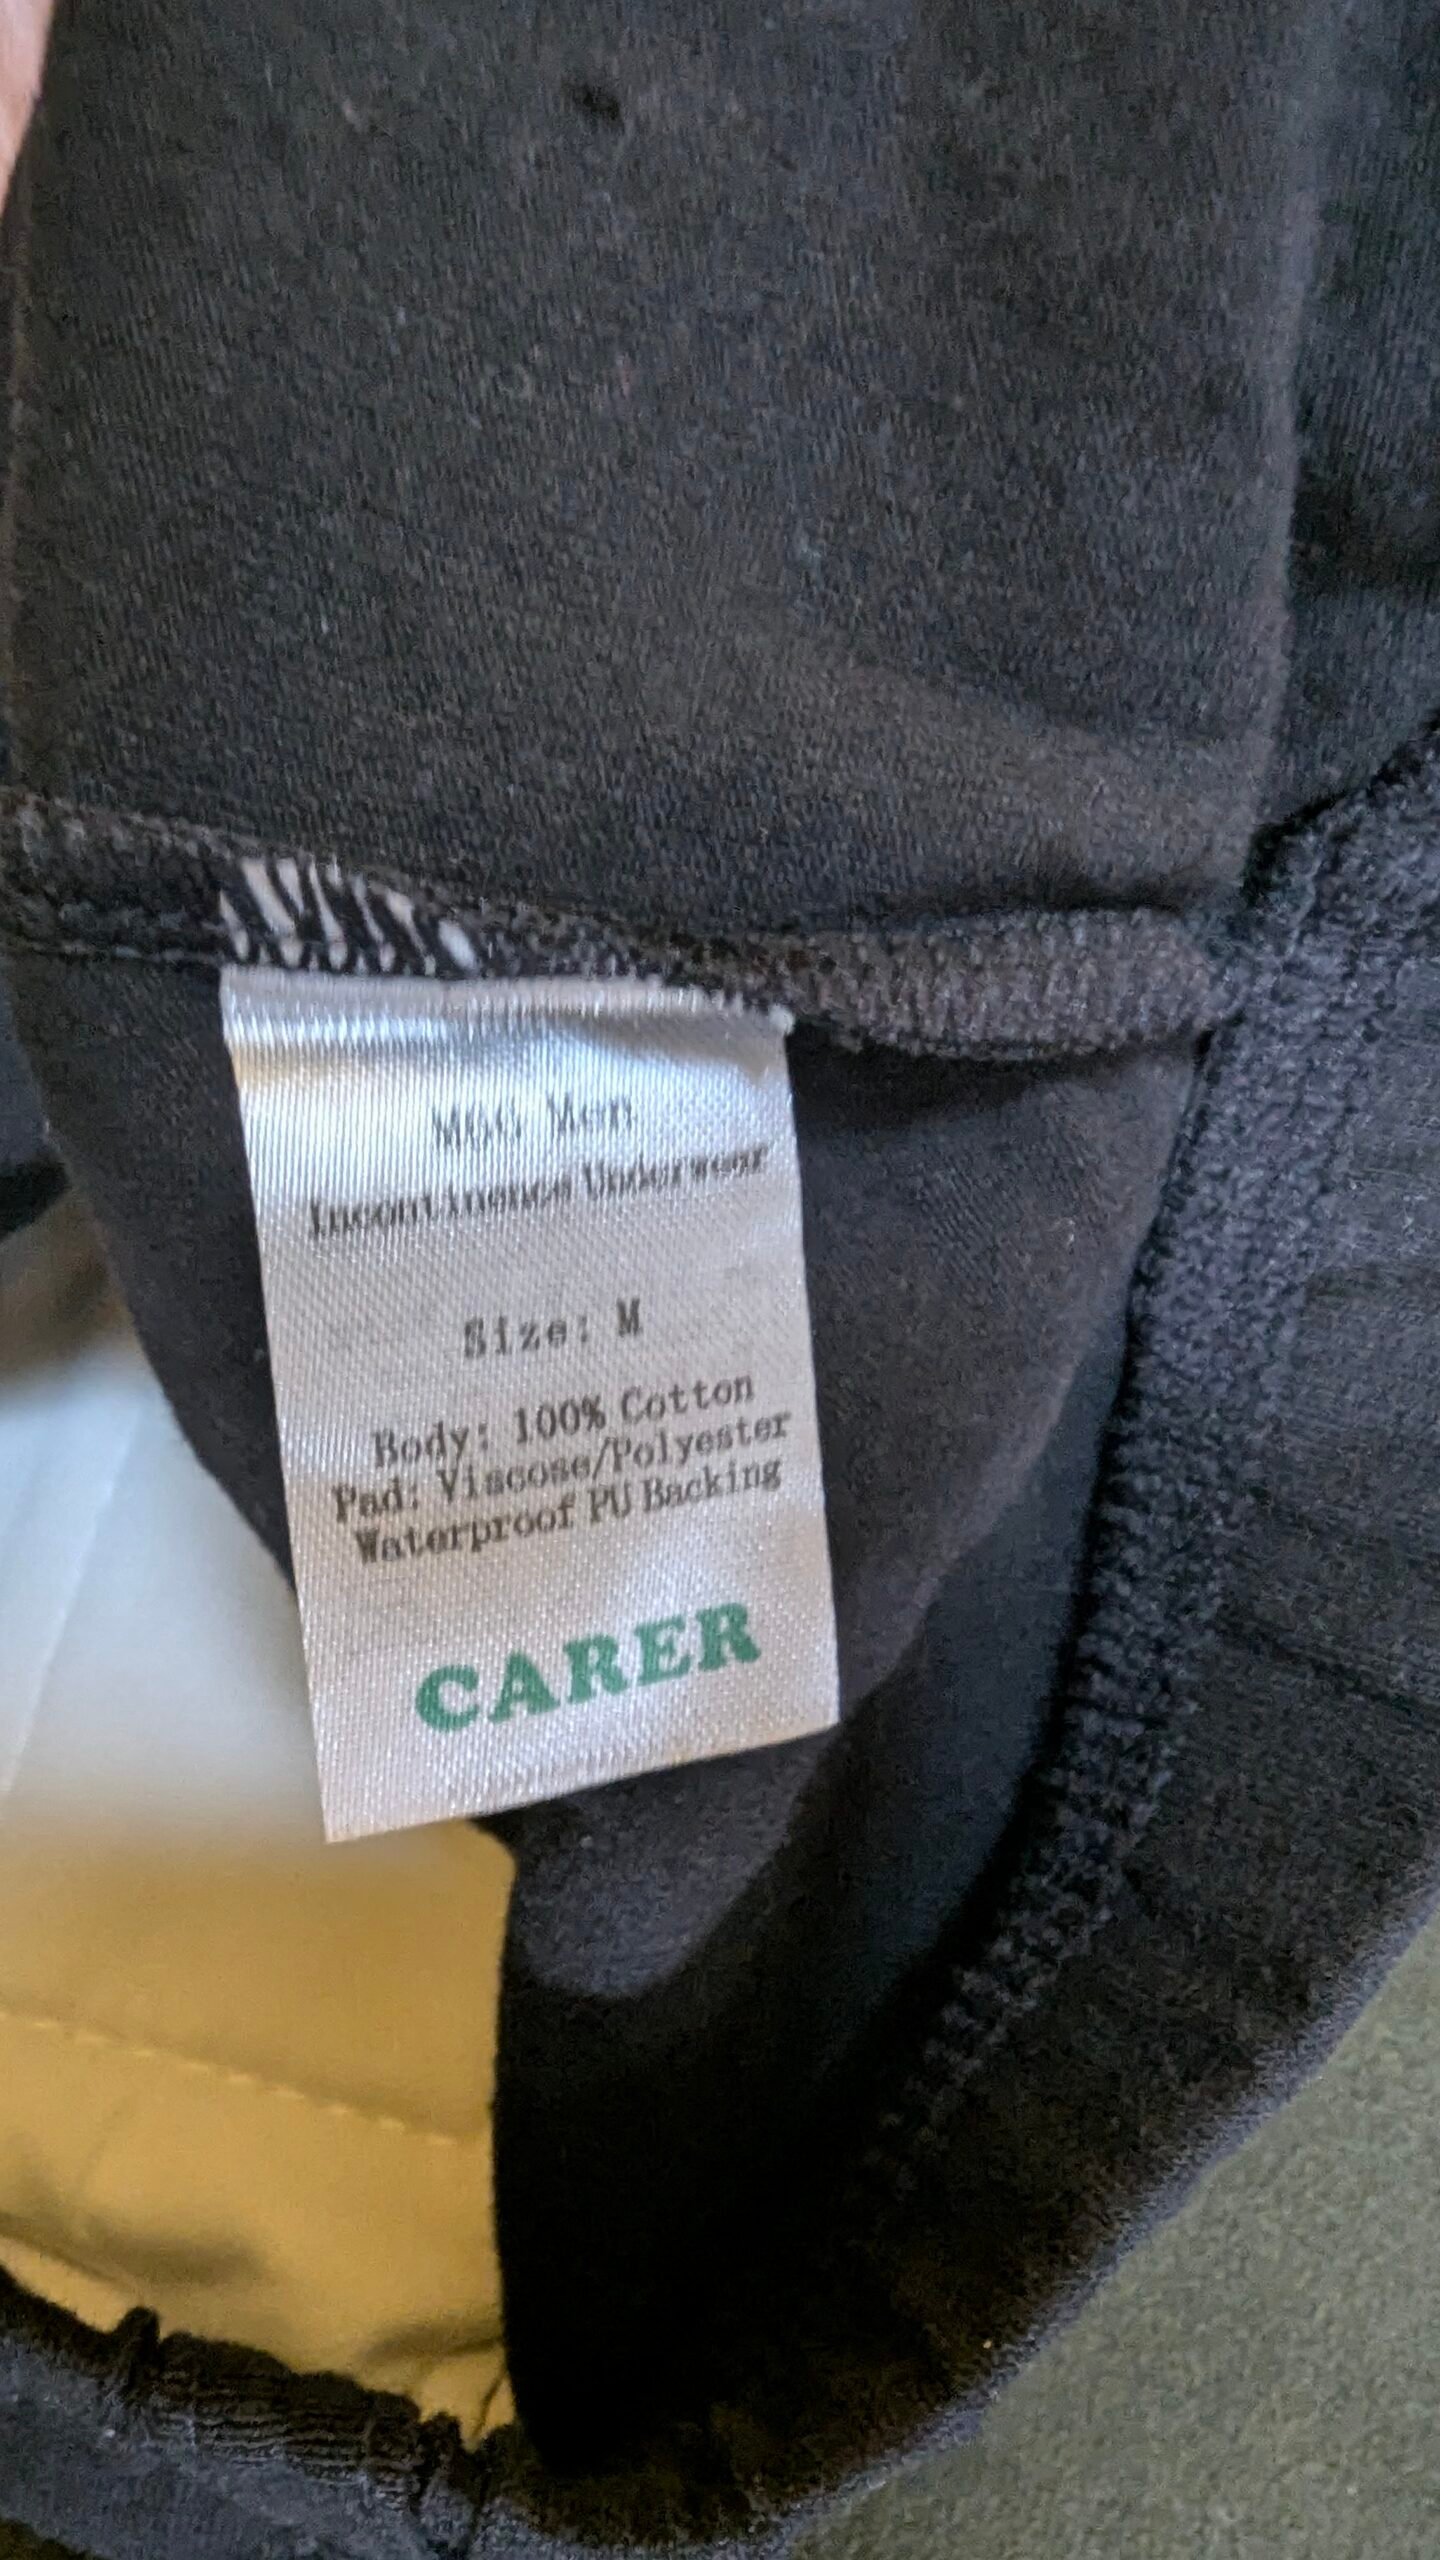 M66 Men
Incontinence Underwear
Size: M
Body: 100% Cotton
Pad: Viscose/Polyester
Waterproof PU Backing
CARER